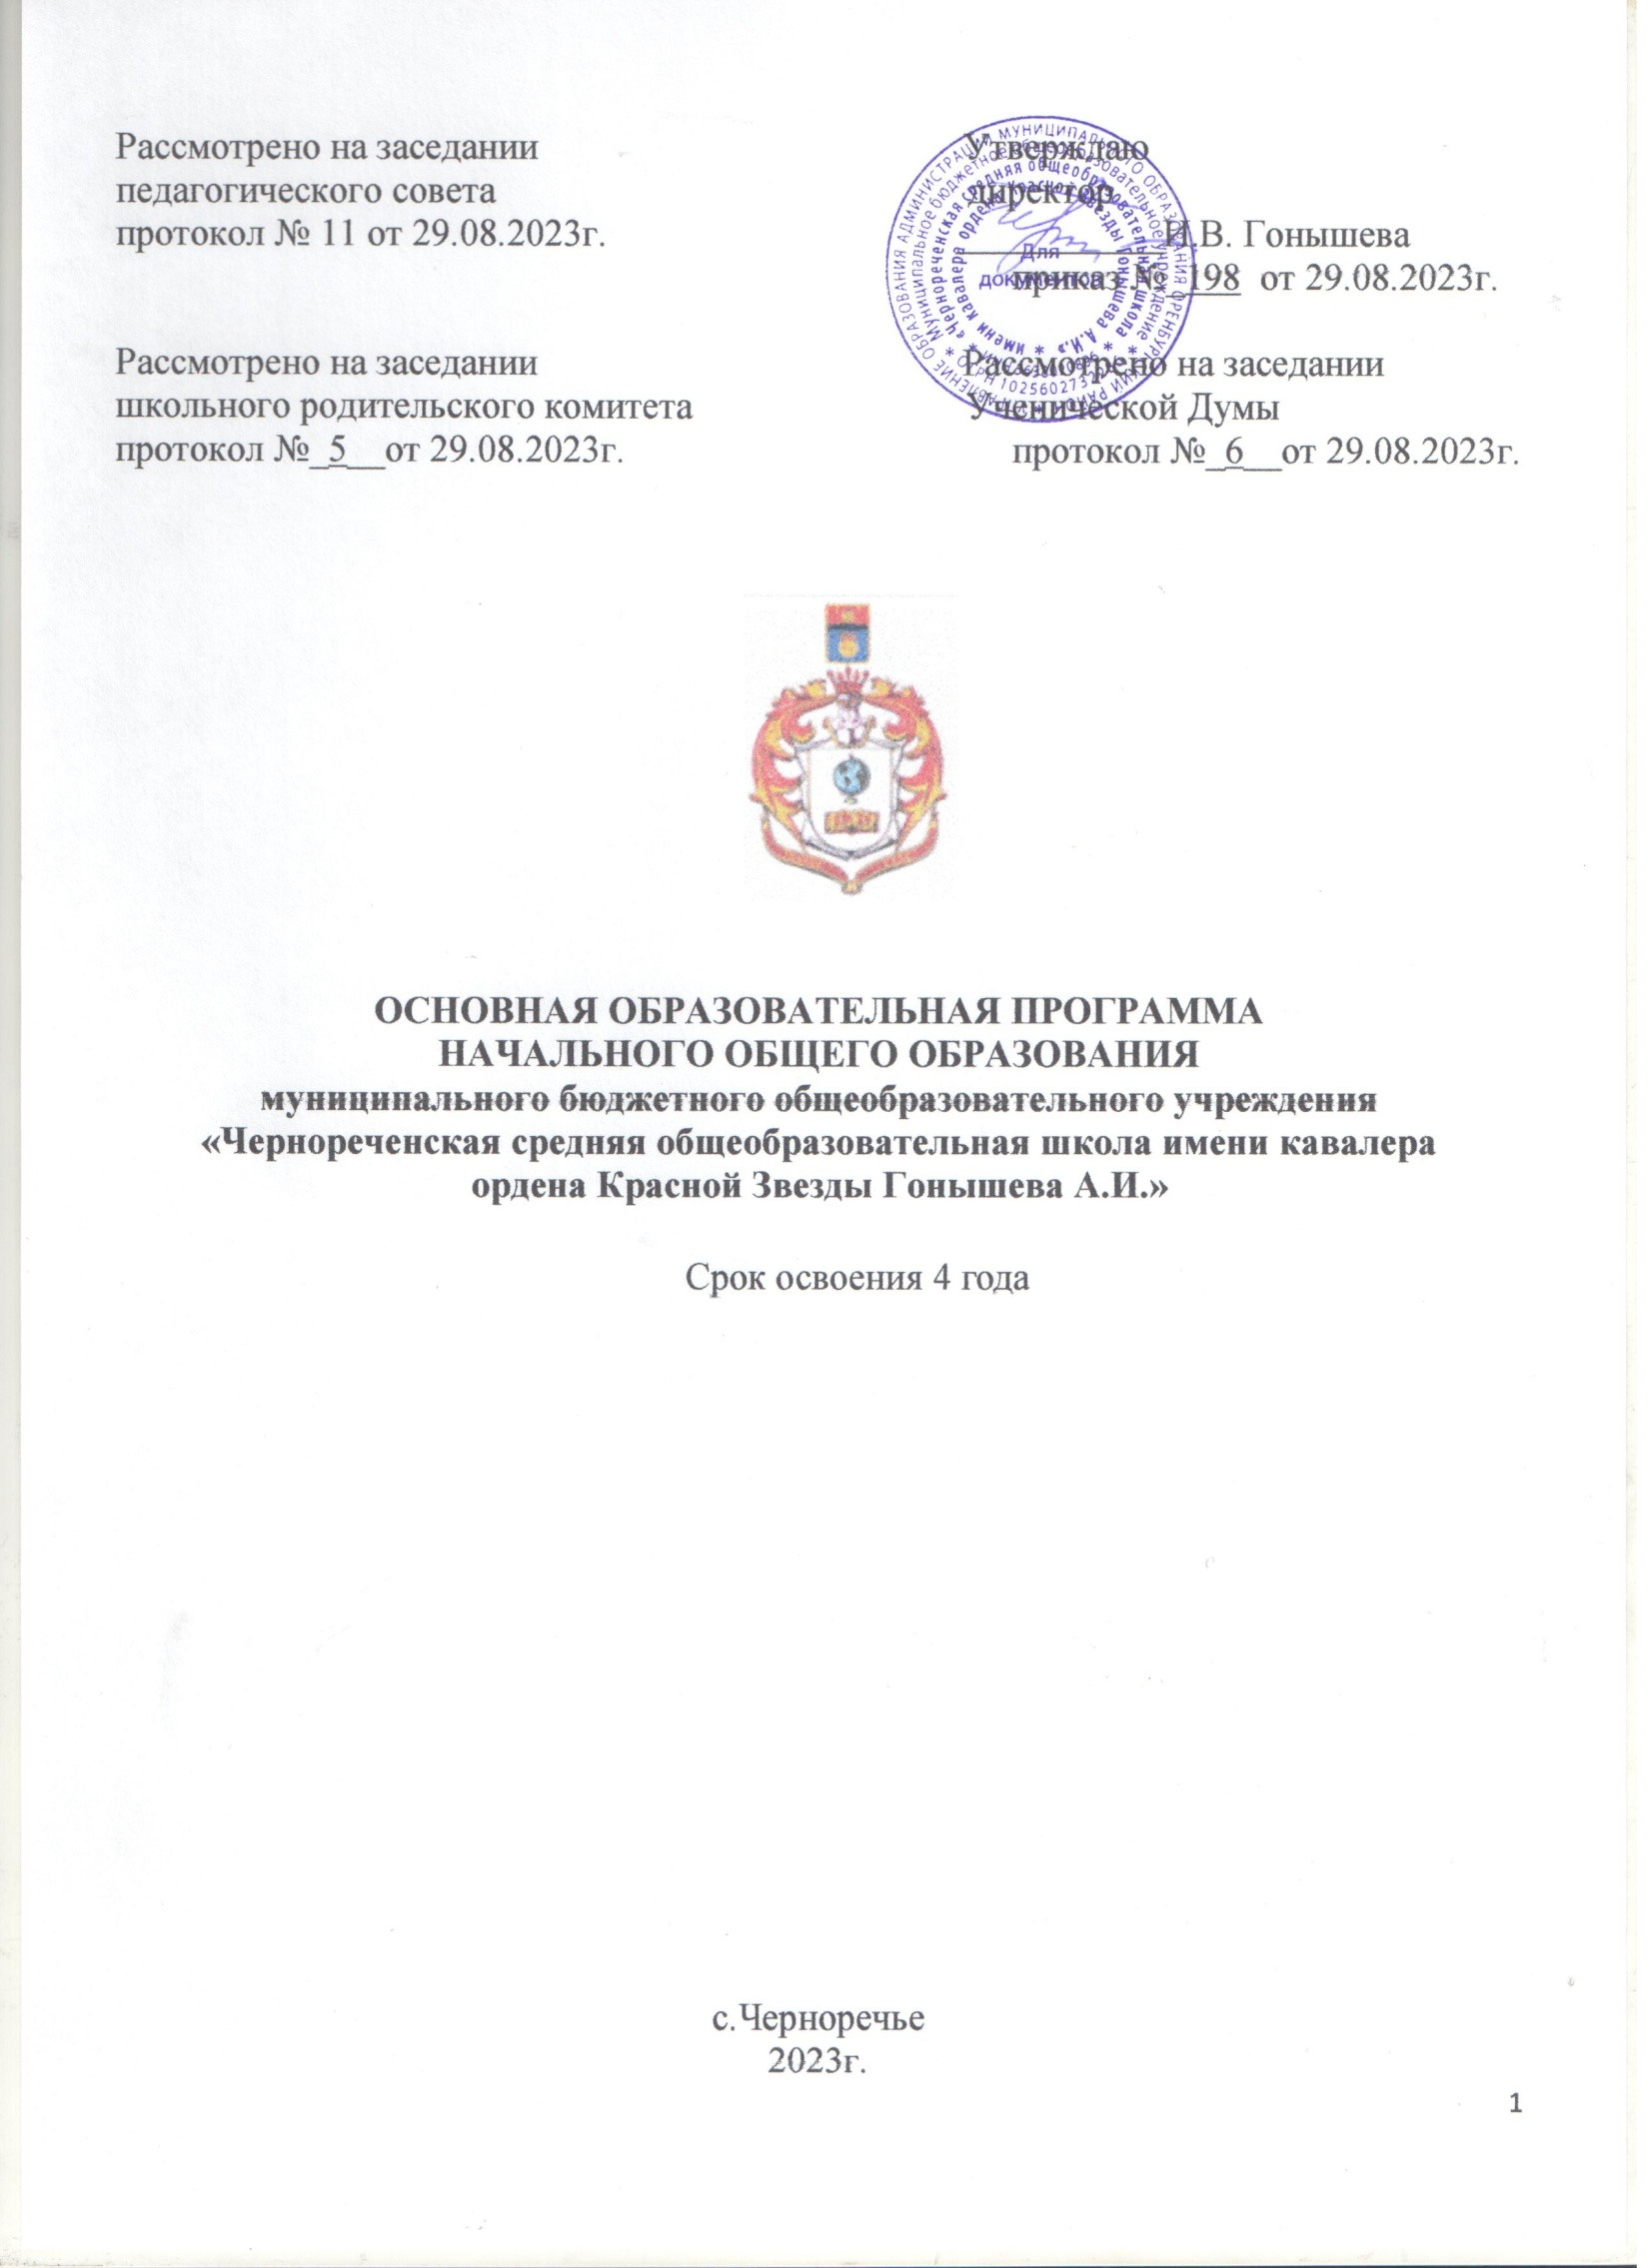 Рассмотрено на заседании
педагогического совета
протокол № 11 от 29.08.2023г.
Утверждаю
директор
И.В. Гонышева
приказ № 198 от 29.08.2023г.
Для
документов
Рассмотрено на заседании
школьного родительского комитета
протокол №_5__от 29.08.2023г.
Рассмотрено на заседании
Ученической Думы
протокол №_6__от 29.08.2023г.
ОСНОВНАЯ ОБРАЗОВАТЕЛЬНАЯ ПРОГРАММА
НАЧАЛЬНОГО ОБЩЕГО ОБРАЗОВАНИЯ
муниципального бюджетного общеобразовательного учреждения
«Чернореченская средняя общеобразовательная школа имени кавалера
ордена Красной Звезды Гонышева А.И.»
Срок освоения 4 года
с.Черноречье
2023г.
1